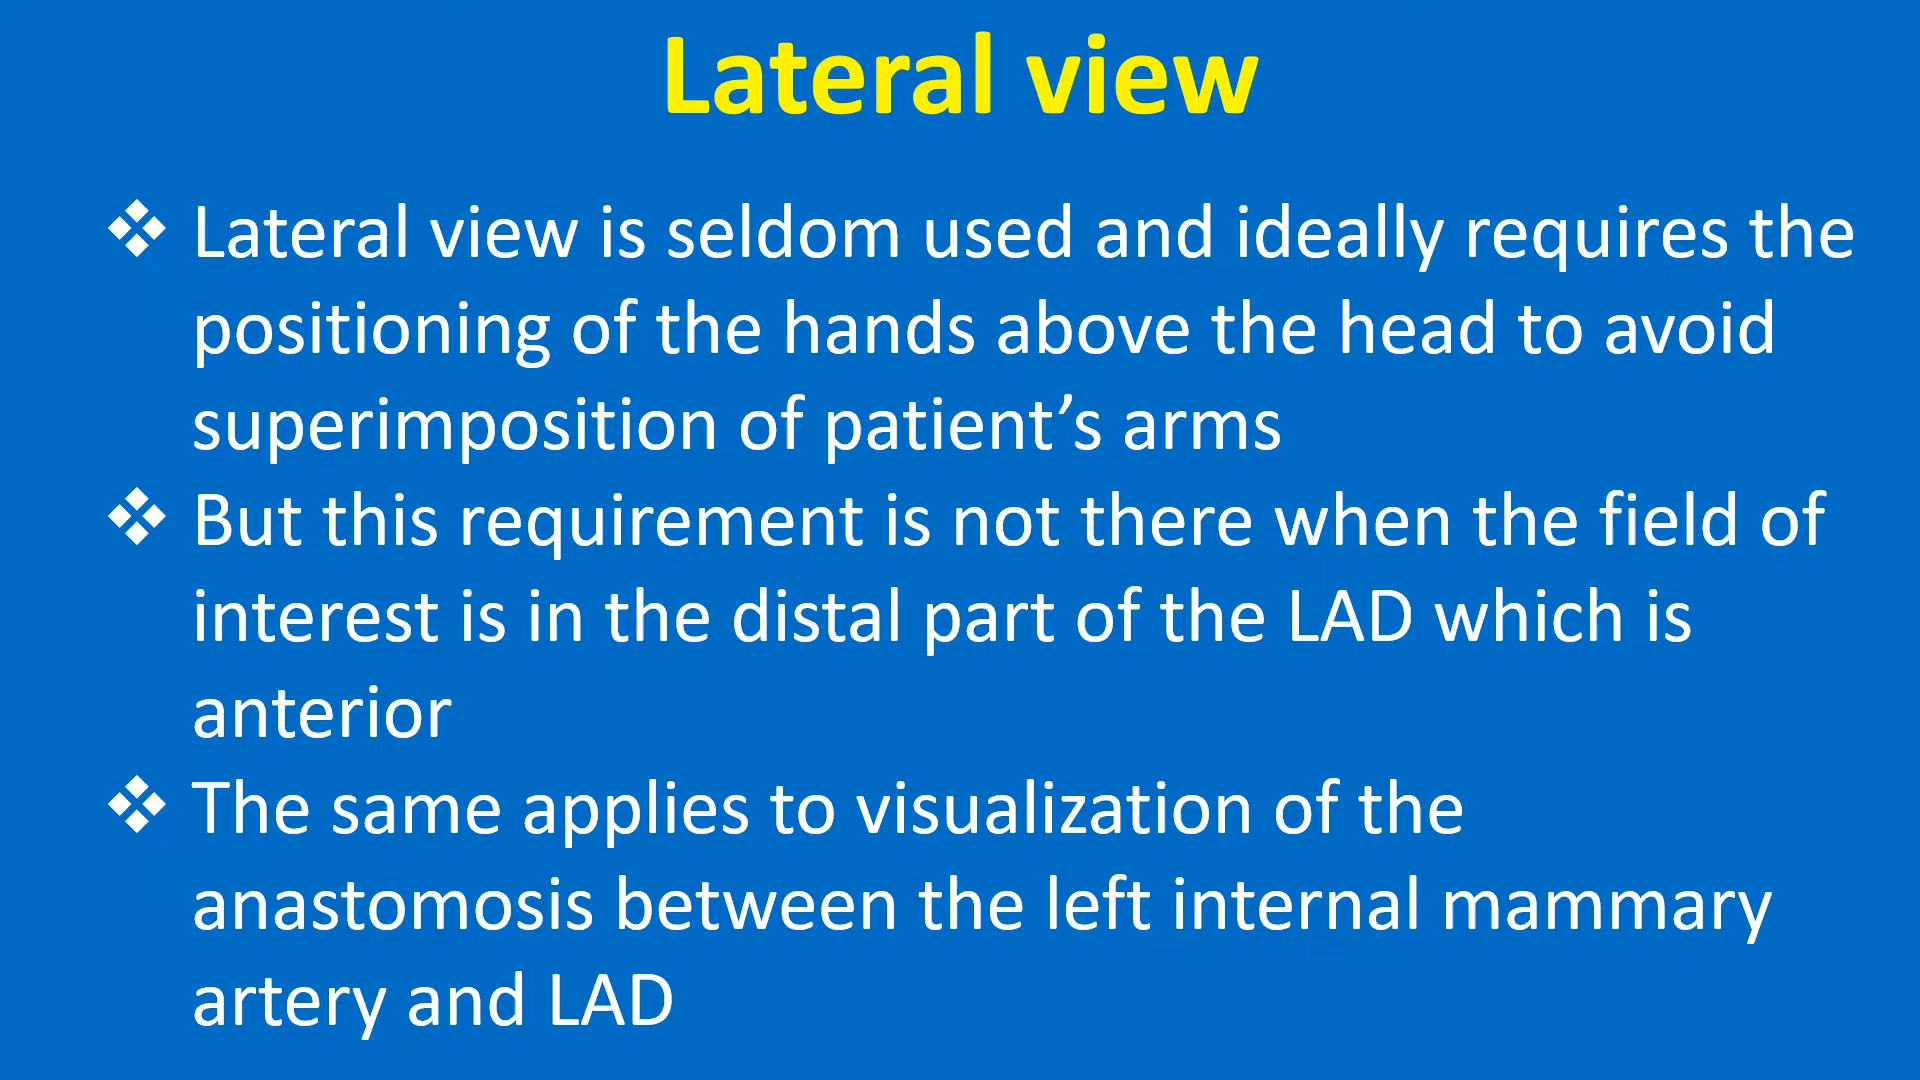 Lateral view
❖ Lateral view is seldom used and ideally requires the
positioning of the hands above the head to avoid
superimposition of patient’s arms
❖ But this requirement is not there when the field of
interest is in the distal part of the LAD which is
anterior
❖ The same applies to visualization of the
anastomosis between the left internal mammary
artery and LAD